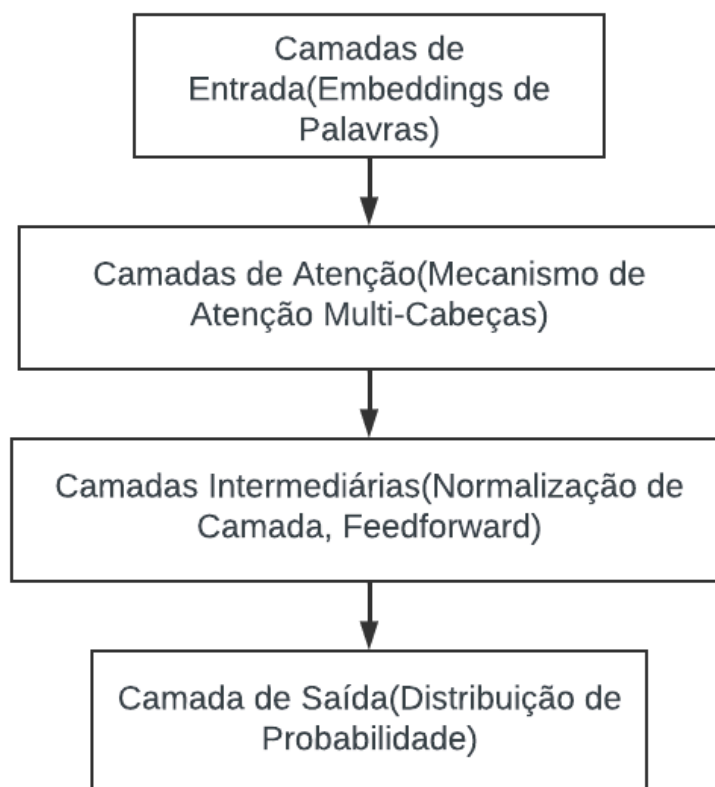 Camadas de
Entrada(Embeddings de
Palavras)
Camadas de Atenção(Mecanismo de
Atenção Multi-Cabeças)
Camadas Intermediárias(Normalização de
Camada, Feedforward)
Camada de Saída(Distribuição de
Probabilidade)